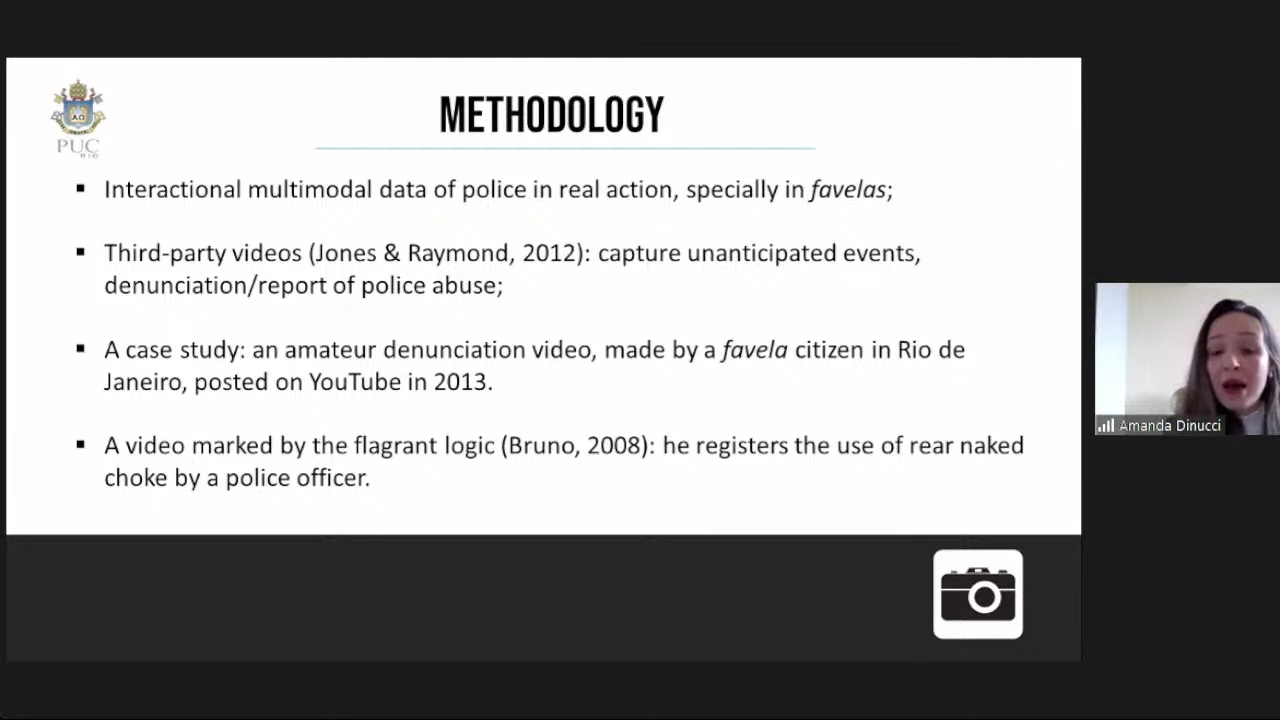 METHODOLOGY
PUC
RIO
▪ Interactional multimodal data of police in real action, specially in favelas;
▪ Third-party videos (Jones & Raymond, 2012): capture unanticipated events,
denunciation/report of police abuse;
▪ A case study: an amateur denunciation video, made by a favela citizen in Rio de
Janeiro, posted on YouTube in 2013.
▪ A video marked by the flagrant logic (Bruno, 2008): he registers the use of rear naked
choke by a police officer.
Amanda Dinucci